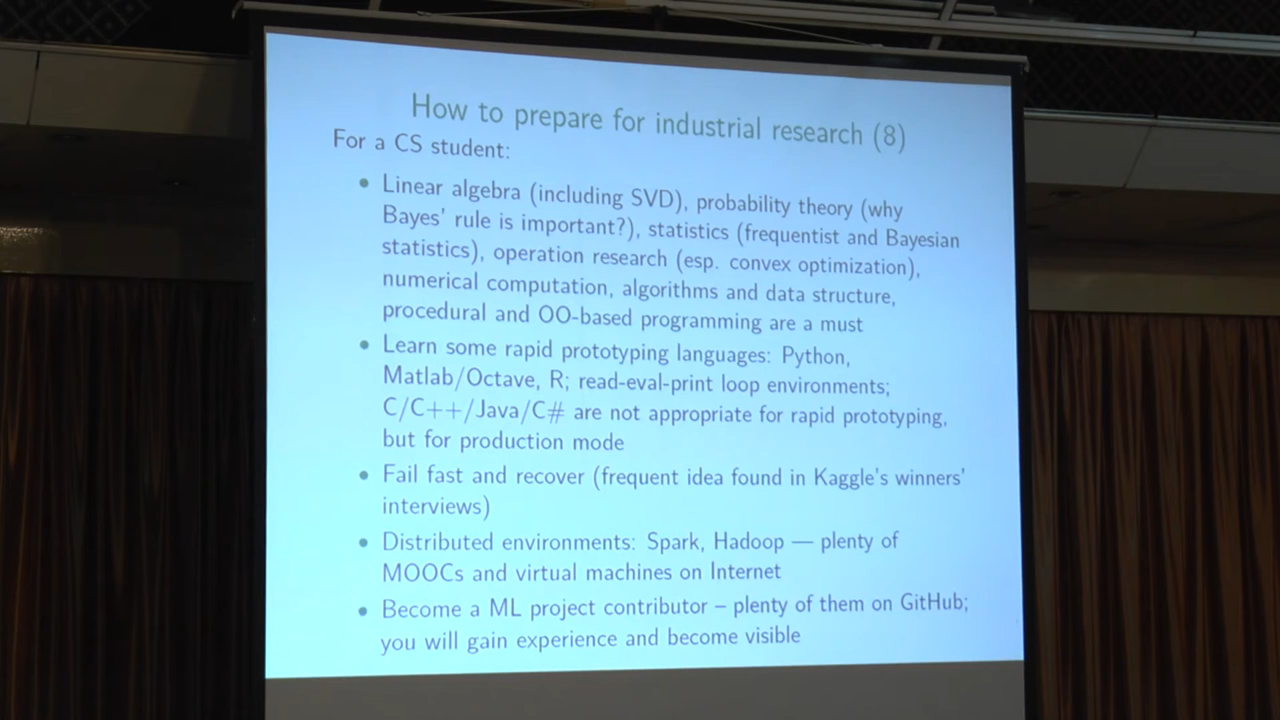 How to prepare for industrial research (8)
For a CS student:
• Linear algebra (including SVD), probability theory (why
Bayes' rule is important?), statistics (frequentist and Bayesian
statistics), operation research (esp. convex optimization),
numerical computation, algorithms and data structure,
procedural and OO-based programming are a must
• Learn some rapid prototyping languages: Python,
Matlab/Octave, R; read-eval-print loop environments;
C/C++/Java/C# are not appropriate for rapid prototyping,
but for production mode
• Fail fast and recover (frequent idea found in Kaggle's winners'
interviews)
• Distributed environments: Spark, Hadoop — plenty of
MOOCs and virtual machines on Internet
• Become a ML project contributor – plenty of them on GitHub;
you will gain experience and become visible